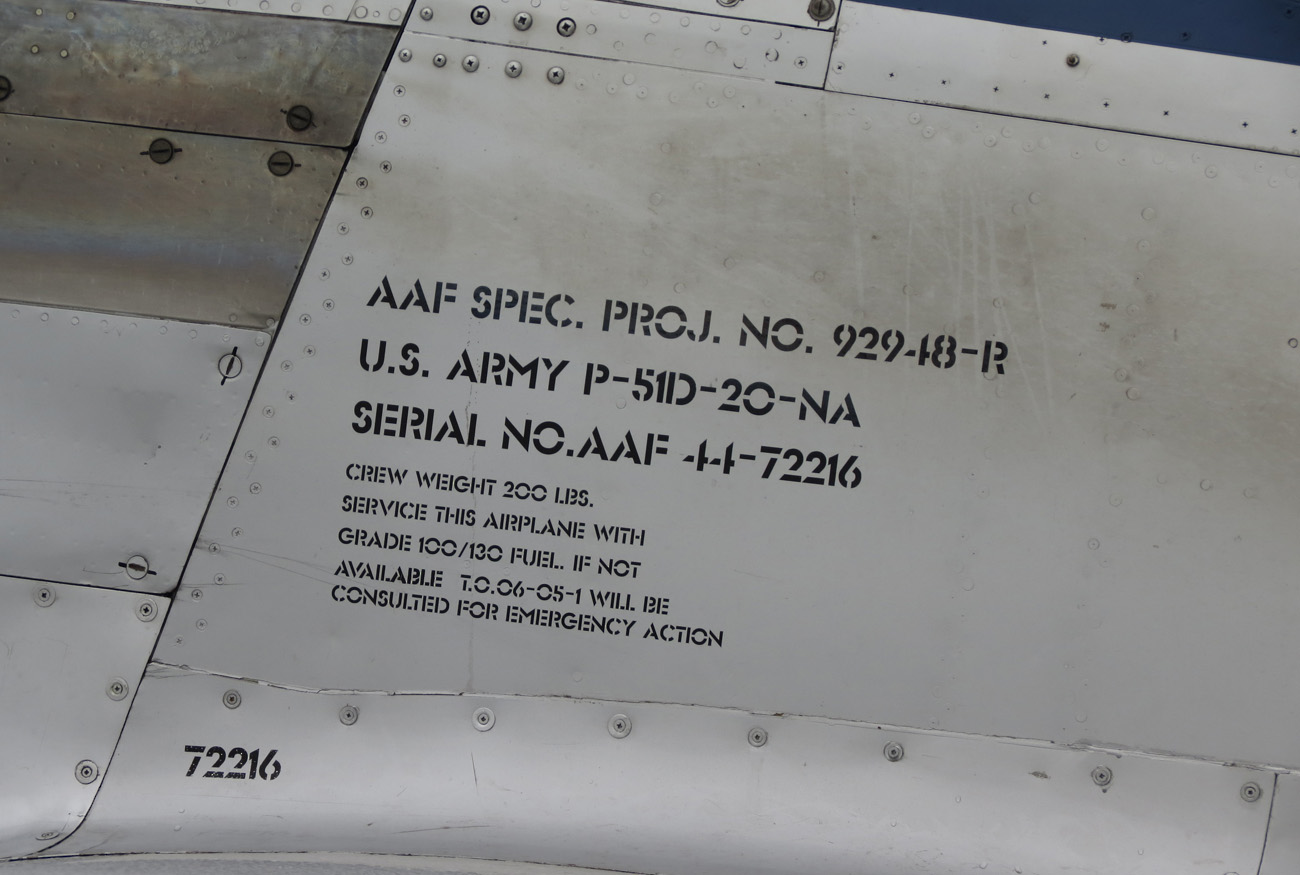 AAF SPEC. PROJ. NO. 92948-R
U.S. ARMY P-51D-20-NA
SERIAL NO.AAF 44-72216
CREW WEIGHT 200 LBS.
SERVICE THIS AIRPLANE WITH
GRADE 100/130 FUEL. IF NOT
AVAILABLE T.O.06-05-1 WILL BE
CONSULTED FOR EMERGENCY ACTION
72216